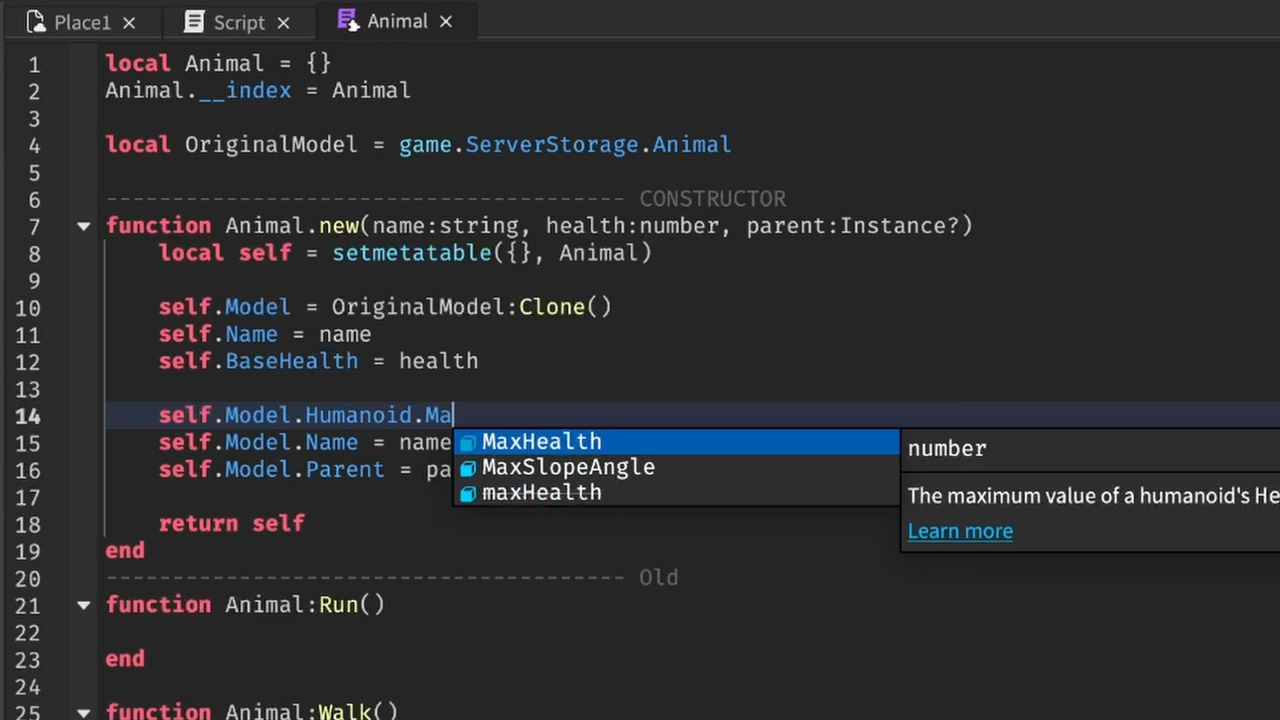 Place1 Script Animal
1 local Animal = {}
2 Animal.__index = Animal
3
4 local OriginalModel = game.ServerStorage.Animal
5
6 --------------------------------------- CONSTRUCTOR
7 function Animal.new(name:string, health:number, parent:Instance?)
8 local self = setmetatable({}, Animal)
9
10 self.Model = OriginalModel:Clone()
11 self.Name = name
12 self.BaseHealth = health
13
14 self.Model.Humanoid.Ma
15 self.Model.Name = name
16 self.Model.Parent = pa
17
18 return self
19 end
20 --------------------------------------- Old
21 function Animal:Run()
22
23 end
24
25 function Animal:Walk()
MaxHealth
MaxSlopeAngle
maxHealth
number
The maximum value of a humanoid's He
Learn more